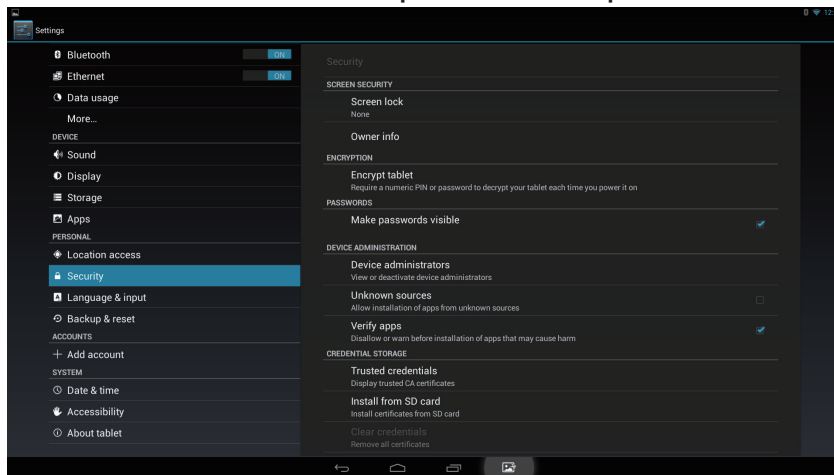 12:
Settings
Bluetooth ON
Ethernet ON
Data usage
More...
DEVICE
Sound
Display
Storage
Apps
PERSONAL
Location access
Security
Language & input
Backup & reset
ACCOUNTS
Add account
SYSTEM
Date & time
Accessibility
About tablet
Security
SCREEN SECURITY
Screen lock
None
Owner info
ENCRYPTION
Encrypt tablet
Require a numeric PIN or password to decrypt your tablet each time you power it on
PASSWORDS
Make passwords visible
DEVICE ADMINISTRATION
Device administrators
View or deactivate device administrators
Unknown sources
Allow installation of apps from unknown sources
Verify apps
Disallow or warn before installation of apps that may cause harm
CREDENTIAL STORAGE
Trusted credentials
Display trusted CA certificates
Install from SD card
Install certificates from SD card
Clear credentials
Remove all certificates